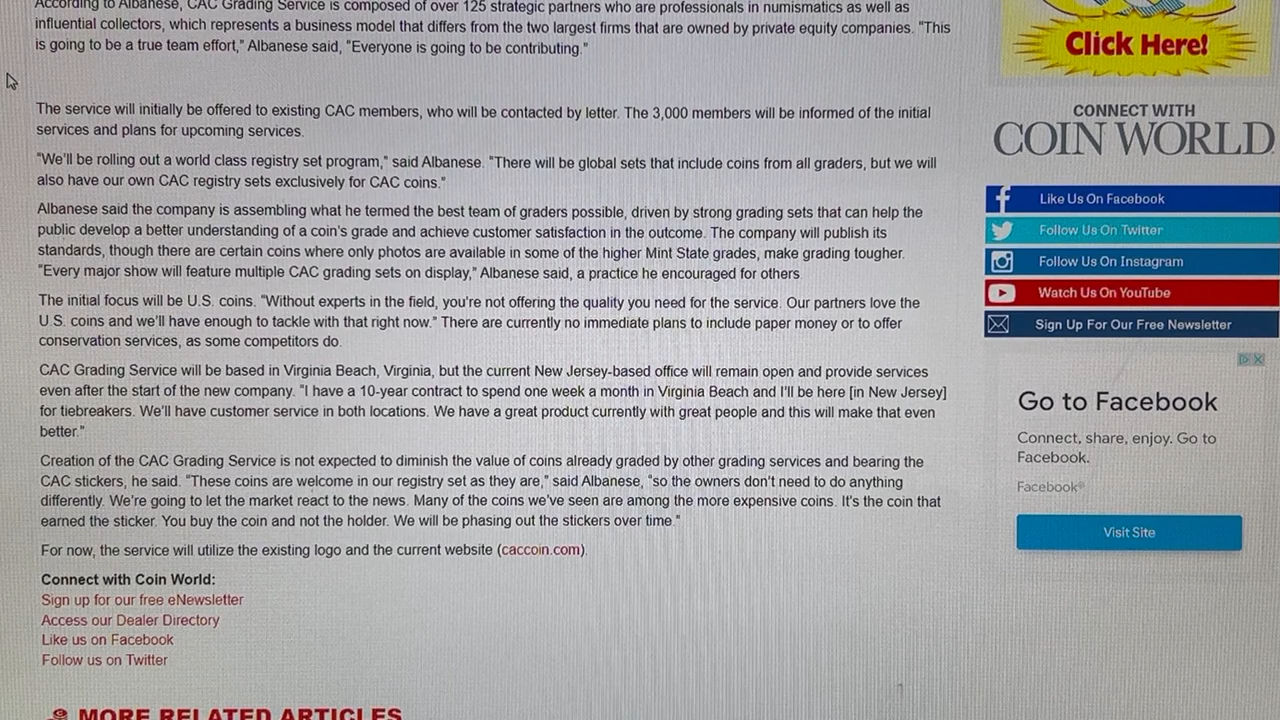 According to Albanese, CAC Grading Service is composed of over 125 strategic partners who are professionals in numismatics as well as
influential collectors, which represents a business model that differs from the two largest firms that are owned by private equity companies. "This
is going to be a true team effort," Albanese said, "Everyone is going to be contributing."
The service will initially be offered to existing CAC members, who will be contacted by letter. The 3,000 members will be informed of the initial
services and plans for upcoming services.
"We'll be rolling out a world class registry set program," said Albanese. "There will be global sets that include coins from all graders, but we will
also have our own CAC registry sets exclusively for CAC coins."
Albanese said the company is assembling what he termed the best team of graders possible, driven by strong grading sets that can help the
public develop a better understanding of a coin's grade and achieve customer satisfaction in the outcome. The company will publish its
standards, though there are certain coins where only photos are available in some of the higher Mint State grades, make grading tougher.
"Every major show will feature multiple CAC grading sets on display," Albanese said, a practice he encouraged for others.
The initial focus will be U.S. coins. "Without experts in the field, you're not offering the quality you need for the service. Our partners love the
U.S. coins and we'll have enough to tackle with that right now." There are currently no immediate plans to include paper money or to offer
conservation services, as some competitors do.
CAC Grading Service will be based in Virginia Beach, Virginia, but the current New Jersey-based office will remain open and provide services
even after the start of the new company. "I have a 10-year contract to spend one week a month in Virginia Beach and I'll be here [in New Jersey]
for tiebreakers. We'll have customer service in both locations. We have a great product currently with great people and this will make that even
better."
Creation of the CAC Grading Service is not expected to diminish the value of coins already graded by other grading services and bearing the
CAC stickers, he said. "These coins are welcome in our registry set as they are," said Albanese, "so the owners don't need to do anything
differently. We're going to let the market react to the news. Many of the coins we've seen are among the more expensive coins. It's the coin that
earned the sticker. You buy the coin and not the holder. We will be phasing out the stickers over time."
For now, the service will utilize the existing logo and the current website (caccoin.com).
Connect with Coin World:
Sign up for our free eNewsletter
Access our Dealer Directory
Like us on Facebook
Follow us on Twitter
MORE RELATED ARTICLES
Click Here!
CONNECT WITH
COIN WORLD
Like Us On Facebook
Follow Us On Twitter
Follow Us On Instagram
Watch Us On YouTube
Sign Up For Our Free Newsletter
Go to Facebook
Connect, share, enjoy. Go to
Facebook.
Facebook®
Visit Site